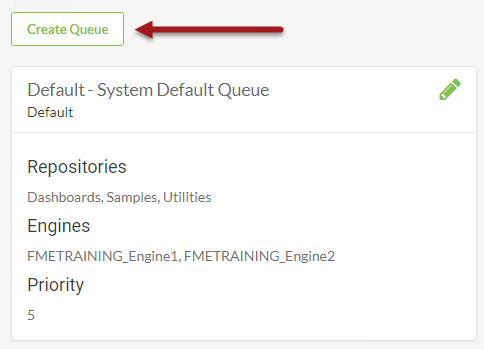 Create Queue
Default - System Default Queue
Default
Repositories
Dashboards, Samples, Utilities
Engines
FMETRAINING_Engine1, FMETRAINING_Engine2
Priority
5